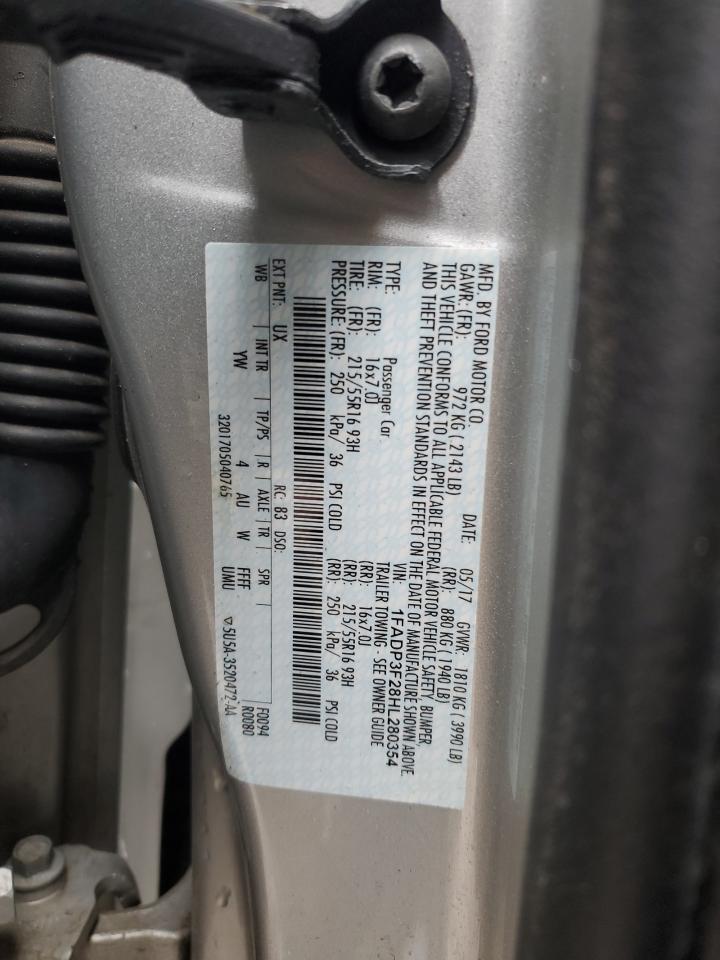 MFD. BY FORD MOTOR CO.
DATE: 05/17 GVWR: 1810 KG ( 3990 LB)
GAWR: (FR): 972 KG ( 2143 LB) (RR): 880 KG ( 1940 LB)
THIS VEHICLE CONFORMS TO ALL APPLICABLE FEDERAL MOTOR VEHICLE SAFETY, BUMPER,
AND THEFT PREVENTION STANDARDS IN EFFECT ON THE DATE OF MANUFACTURE SHOWN ABOVE.
VIN: 1FADP3F28HL280354
TYPE: Passenger Car TRAILER TOWING - SEE OWNER GUIDE
RIM: (FR): 16x7.0J (RR): 16x7.0J
TIRE: (FR): 215/55R16 93H (RR): 215/55R16 93H
PRESSURE: (FR): 250 kPa/ 36 PSI COLD (RR): 250 kPa/ 36 PSI COLD
EXT PNT: UX RC: 83 DSO:
WB INT TR TP/PS R AXLE TR SPR F0094
YW 4 AU W FFFF R0080
3201705040765 UMU ▽5U5A-3520472-AA